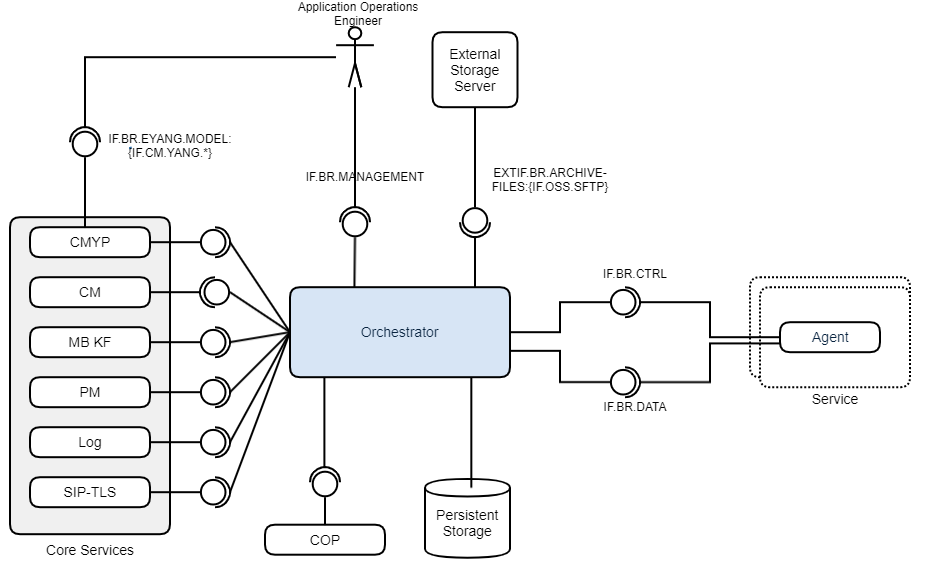 Application Operations
Engineer
External
Storage
Server
IF.BR.EYANG.MODEL:
{IF.CM.YANG.*}
IF.BR.MANAGEMENT
EXTIF.BR.ARCHIVE-
FILES:{IF.OSS.SFTP}
CMYP
CM
MB KF
PM
Log
SIP-TLS
Core Services
Orchestrator
IF.BR.CTRL
IF.BR.DATA
Agent
Service
COP
Persistent
Storage